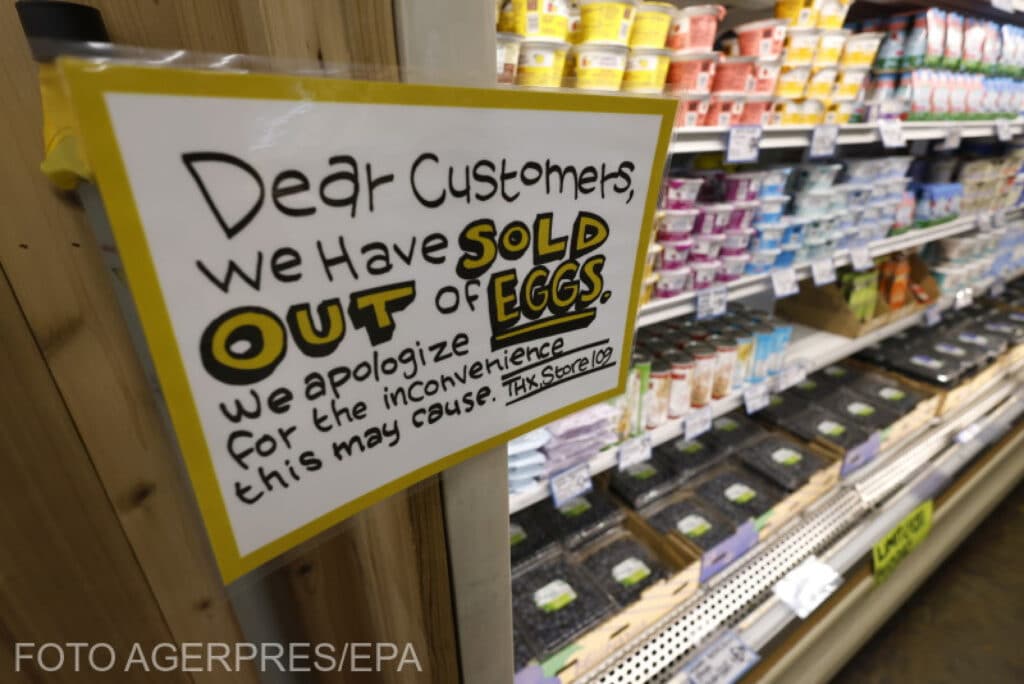 Dear Customers,
We Have SOLD
OUT of EGGS.
We apologize
for the inconvenience
this may cause. THX, Store 109
FOTO AGERPRES/EPA